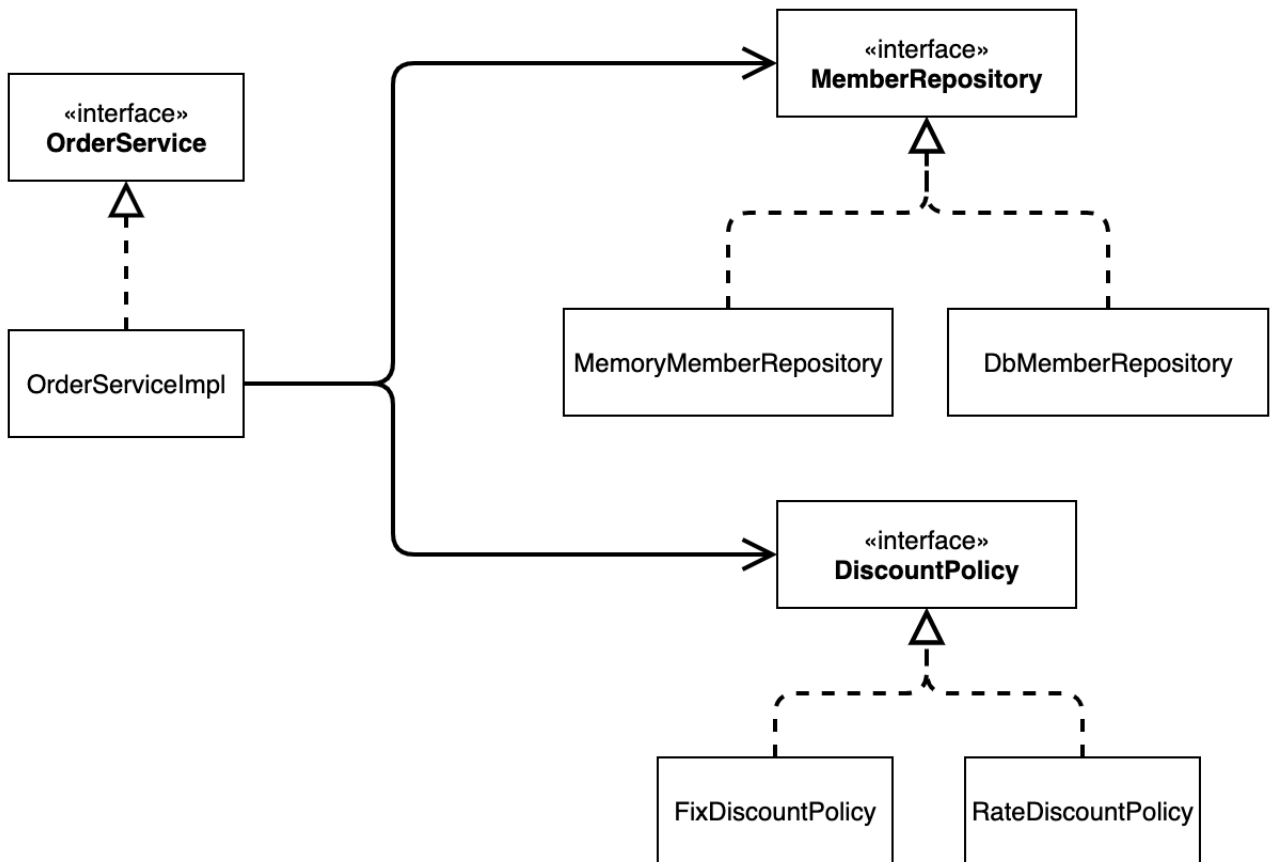 «interface»
MemberRepository
«interface»
OrderService
MemoryMemberRepository
DbMemberRepository
OrderServiceImpl
«interface»
DiscountPolicy
FixDiscountPolicy
RateDiscountPolicy